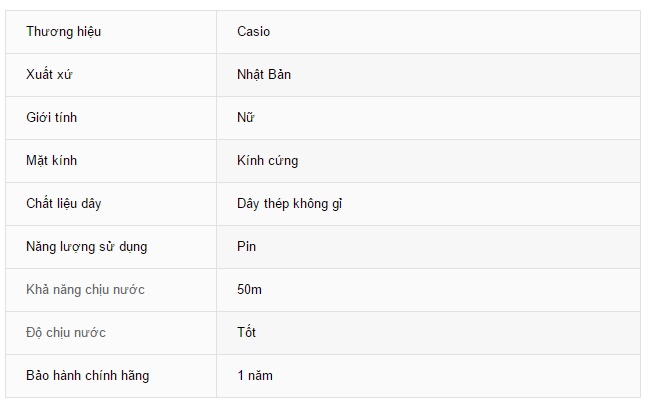 Thương hiệu Casio
Xuất xứ Nhật Bản
Giới tính Nữ
Mặt kính Kính cứng
Chất liệu dây Dây thép không gỉ
Năng lượng sử dụng Pin
Khả năng chịu nước 50m
Độ chịu nước Tốt
Bảo hành chính hãng 1 năm